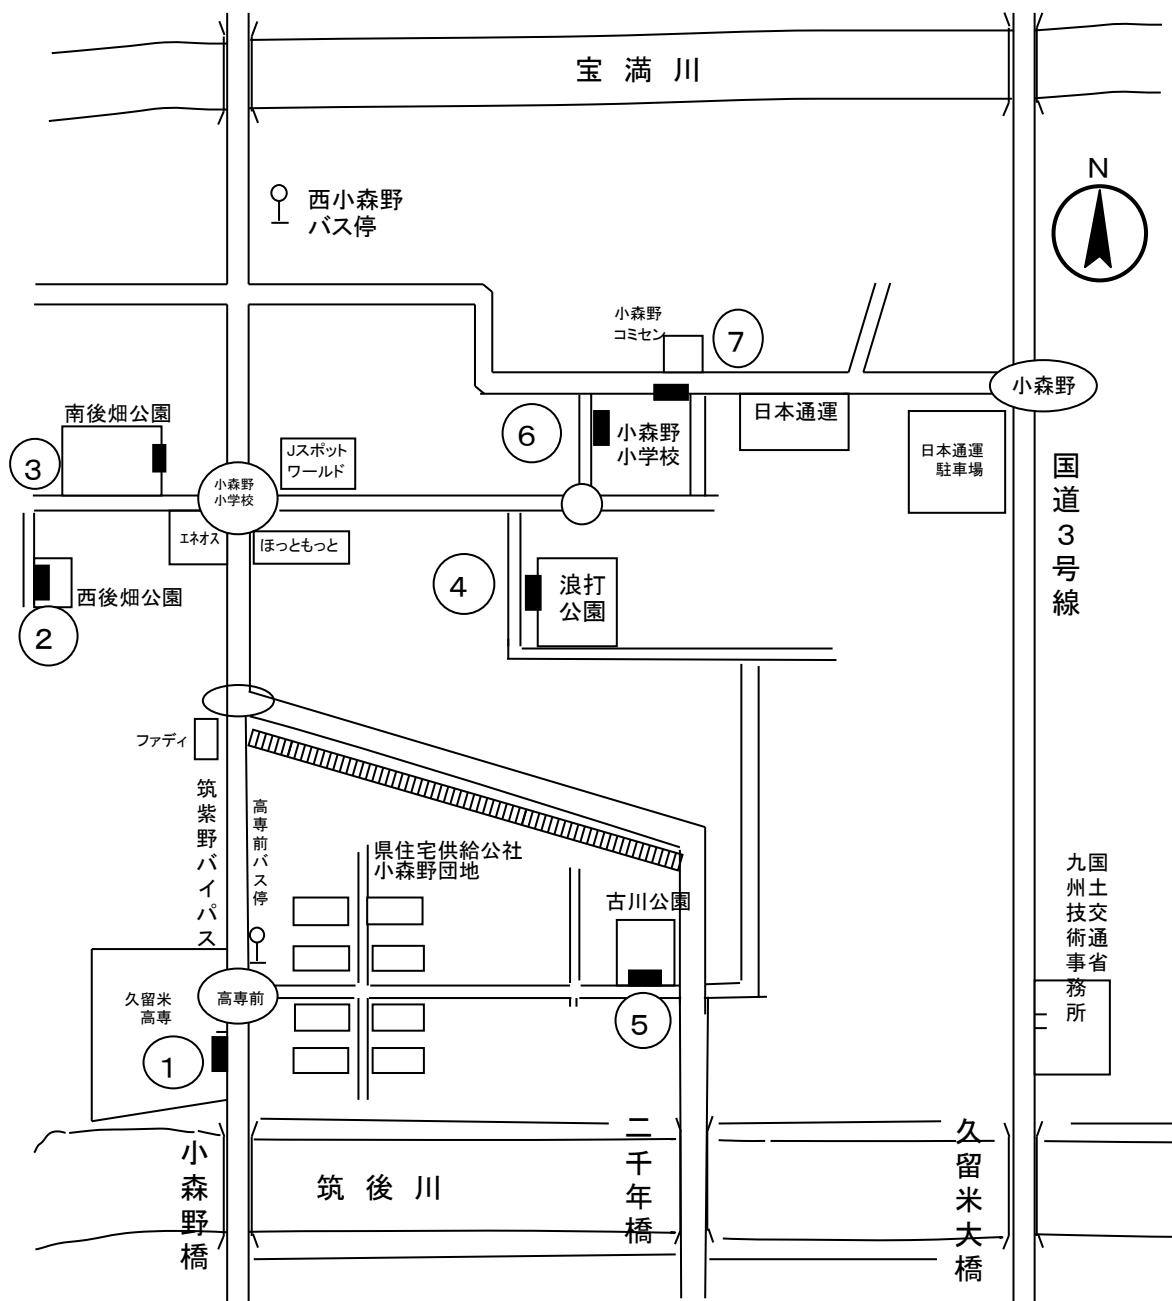 宝 満 川
N
西小森野
バス停
小森野
コミセン
7
小森野
南後畑公園
3
Jスポット
ワールド
6
小森野
小学校
日本通運
日本通運
駐車場
国道3号線
小森野
小学校
エネオス
ほっともっと
西後畑公園
2
4
浪打
公園
ファディ
筑紫野バイパス
高専前バス停
県住宅供給公社
小森野団地
古川公園
国土交通省
九州技術事務所
久留米
高専
高専前
1
5
小森野橋
筑 後 川
二千年橋
久留米大橋